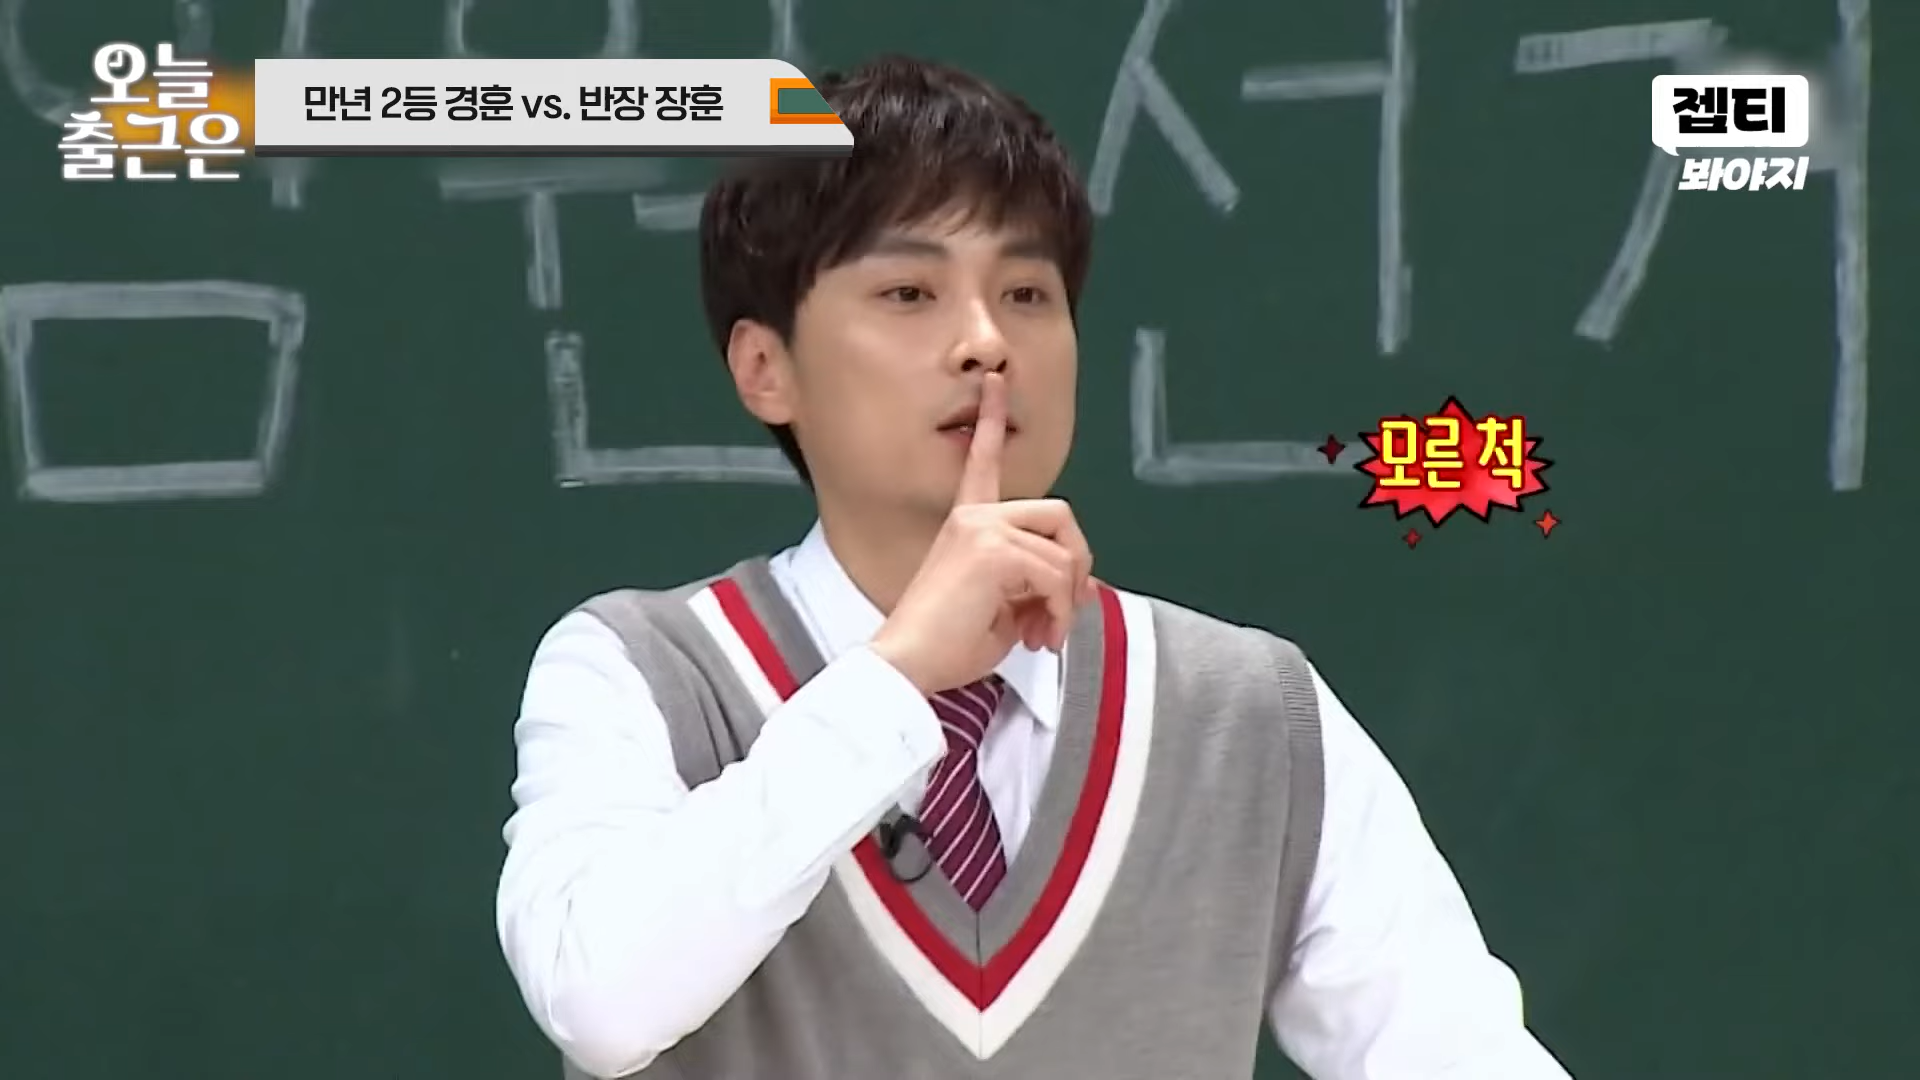 오늘
출근은
만년 2등 경훈 vs. 반장 장훈
젭티
봐야지
모른 척